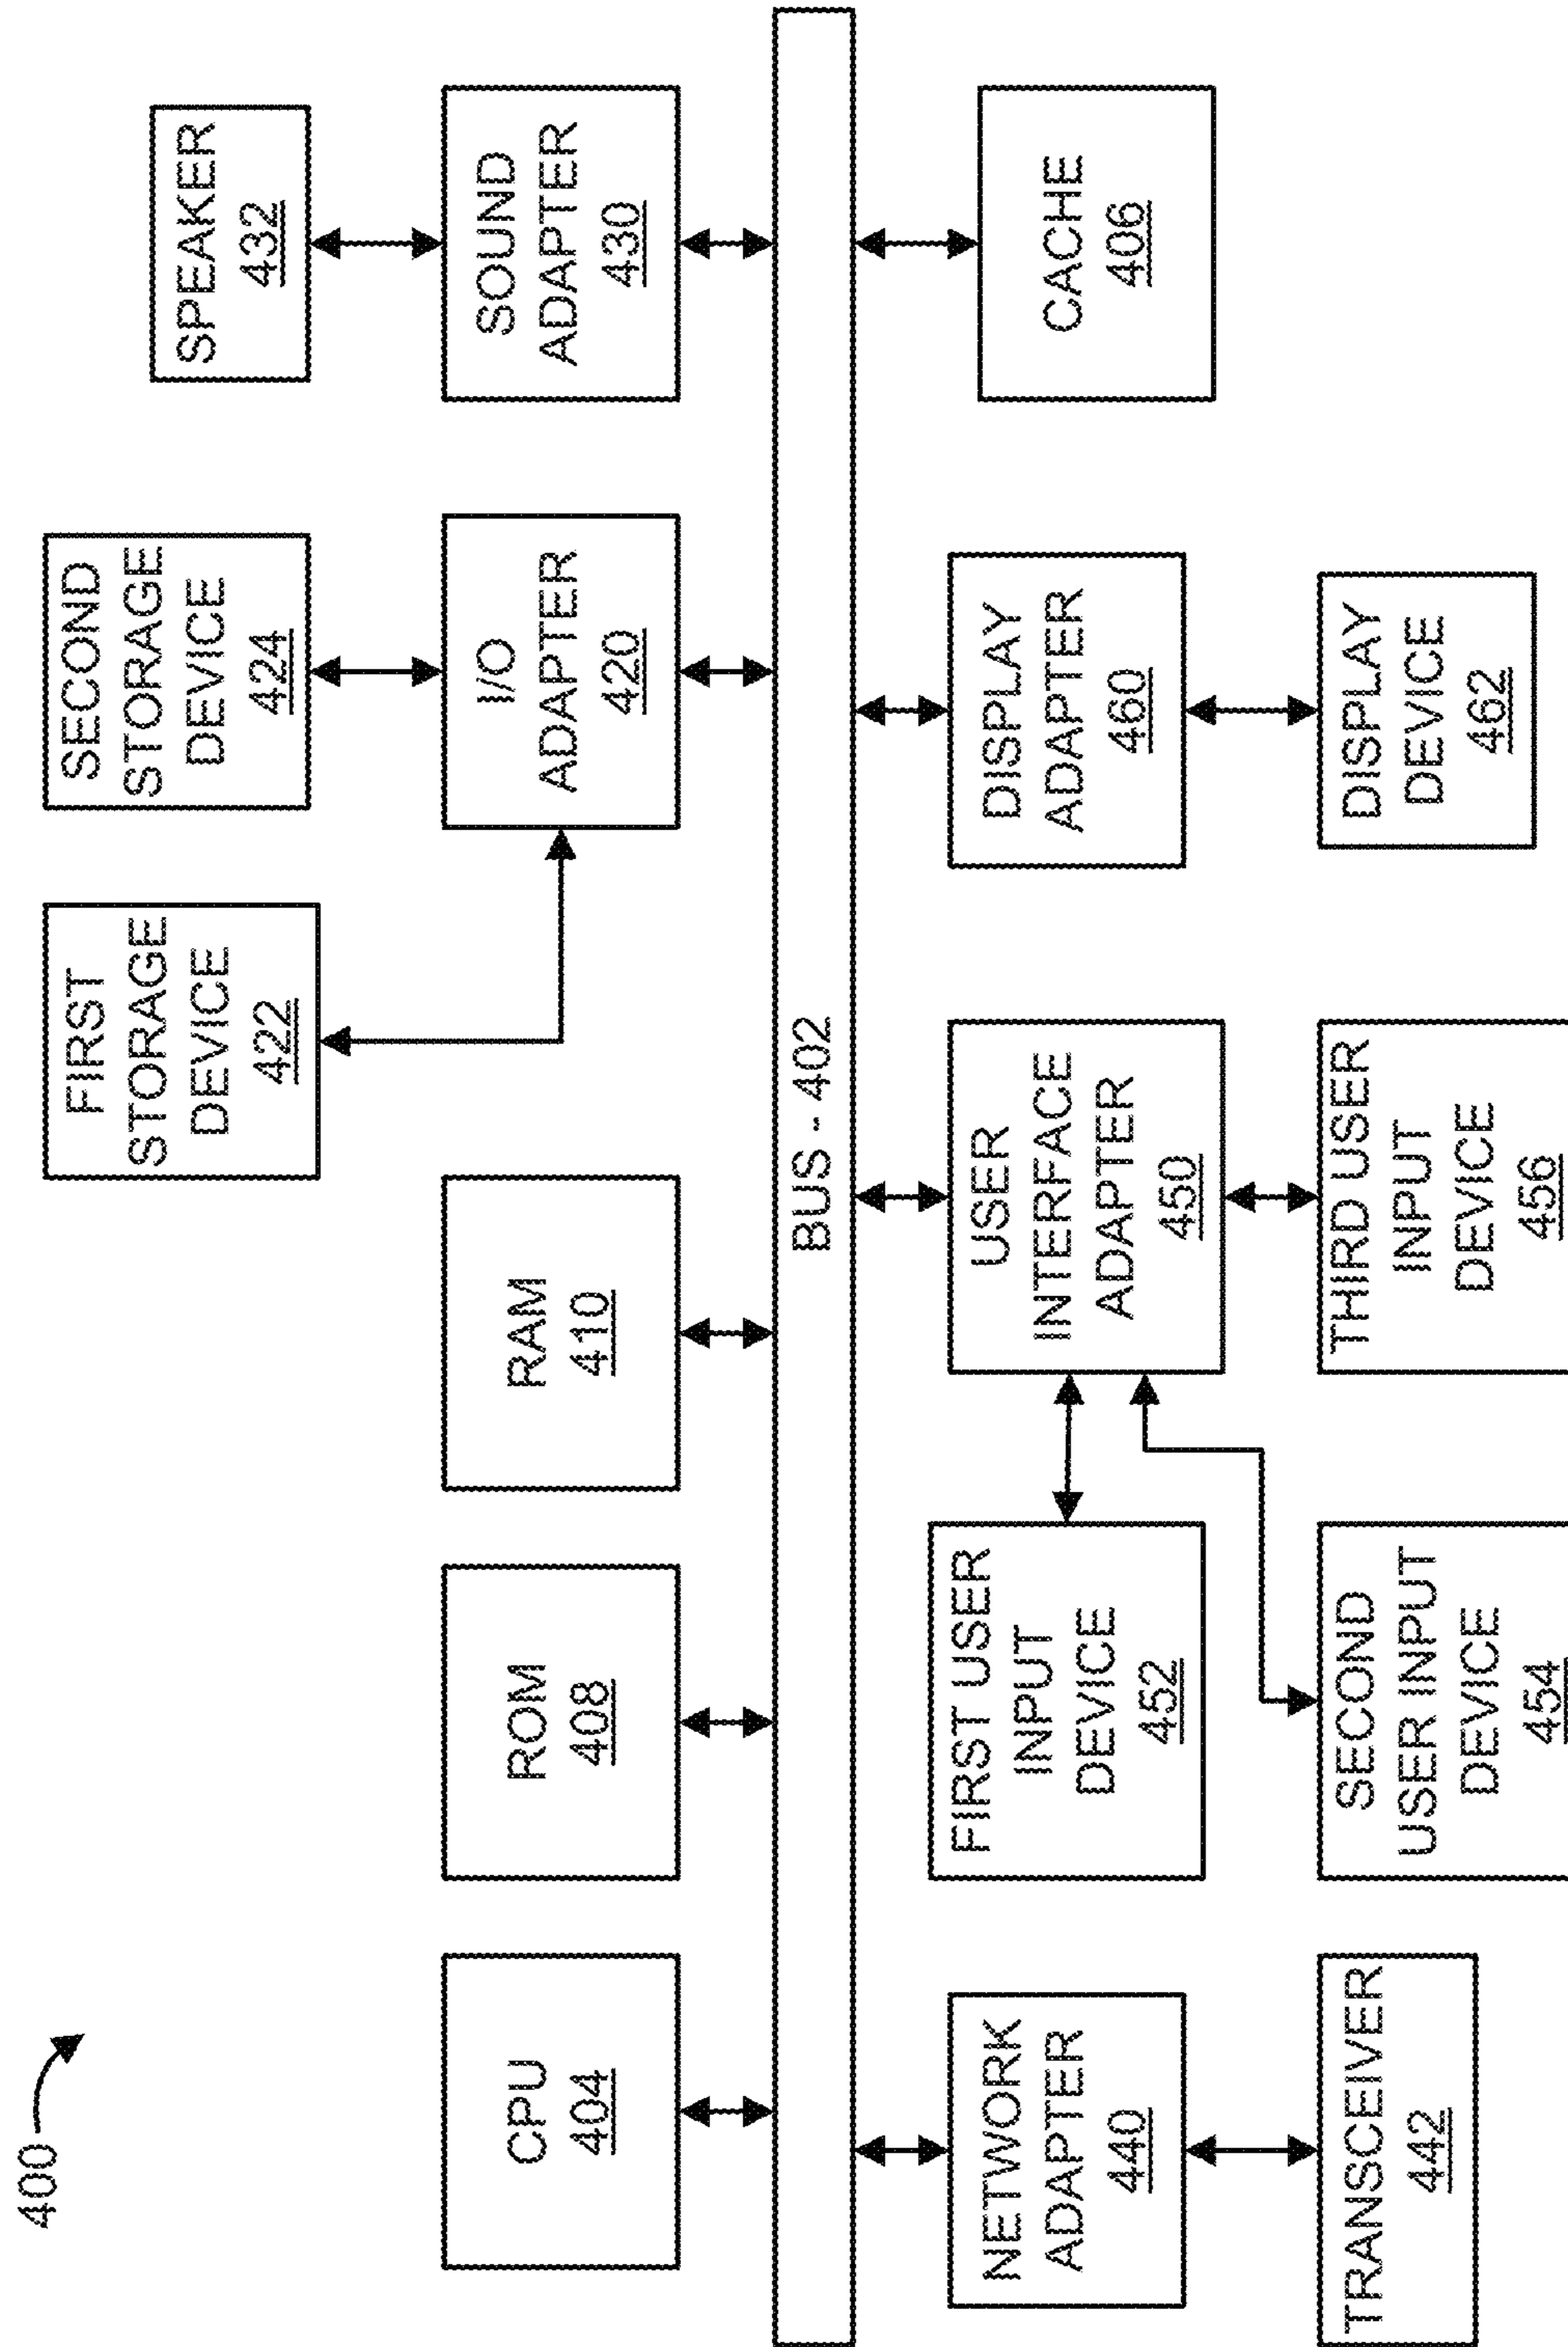 400
CPU
404
ROM
408
RAM
410
FIRST
STORAGE
DEVICE
422
SECOND
STORAGE
DEVICE
424
I/O
ADAPTER
420
SPEAKER
432
SOUND
ADAPTER
430
BUS - 402
NETWORK
ADAPTER
440
TRANSCEIVER
442
FIRST USER
INPUT
DEVICE
452
SECOND
USER INPUT
DEVICE
454
USER
INTERFACE
ADAPTER
450
THIRD USER
INPUT
DEVICE
456
DISPLAY
ADAPTER
460
DISPLAY
DEVICE
462
CACHE
406